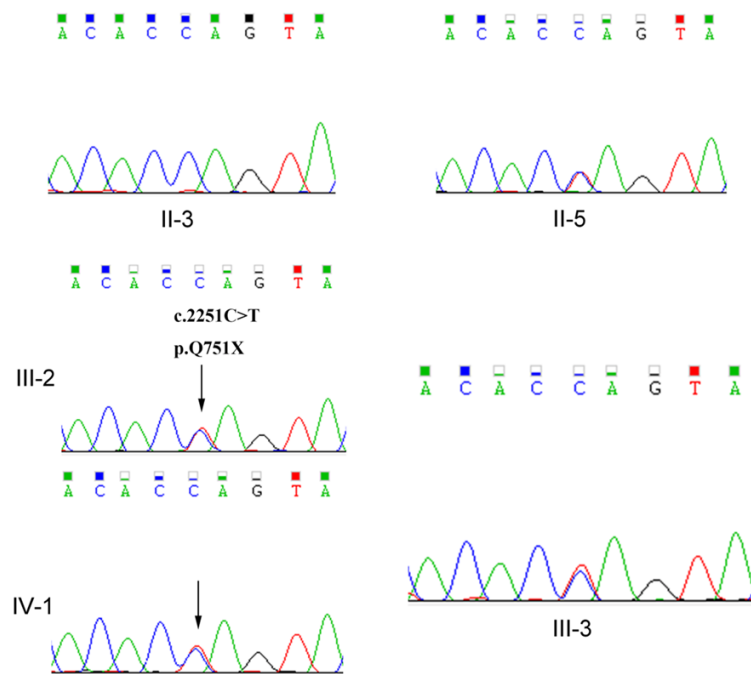 A C A C C A G T A
II-3
A C A C C A G T A
II-5
A C A C C A G T A
c.2251C>T
p.Q751X
III-2
A C A C C A G T A
IV-1
A C A C C A G T A
III-3